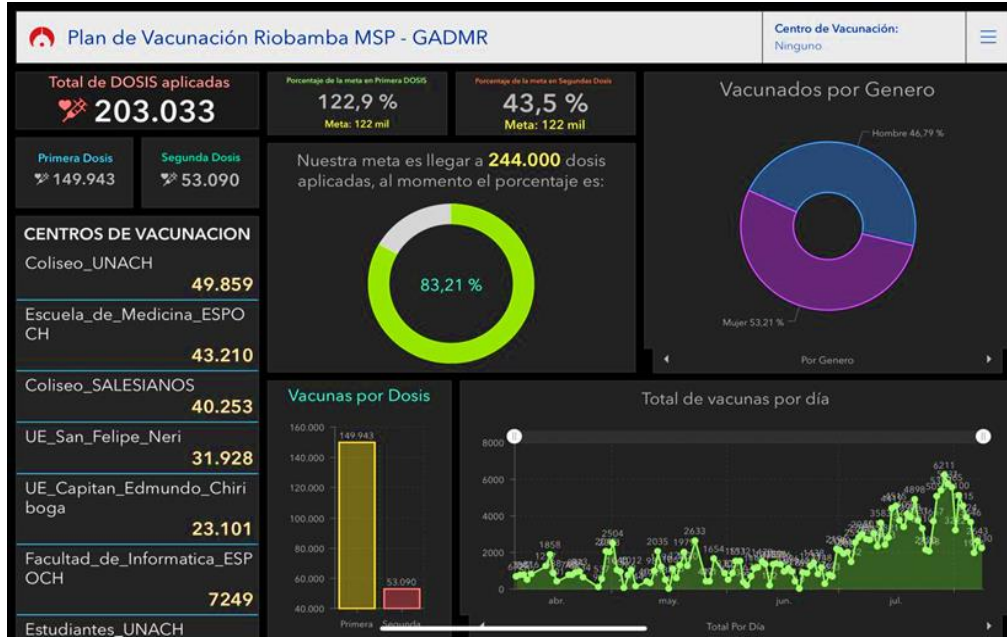 Plan de Vacunación Riobamba MSP - GADMR
Centro de Vacunación:
Ninguno
Total de DOSIS aplicadas
203.033
Primera Dosis
149.943
Segunda Dosis
53.090
Porcentaje de la meta en Primera DOSIS
122,9 %
Meta: 122 mil
Porcentaje de la meta en Segundas Dosis
43,5 %
Meta: 122 mil
Nuestra meta es llegar a 244.000 dosis
aplicadas, al momento el porcentaje es:
83,21 %
Vacunados por Genero
Hombre 46,79 %
Mujer 53,21 %
Por Genero
CENTROS DE VACUNACION
Coliseo_UNACH
49.859
Escuela_de_Medicina_ESPO
CH
43.210
Coliseo_SALESIANOS
40.253
UE_San_Felipe_Neri
31.928
UE_Capitan_Edmundo_Chiri
boga
23.101
Facultad_de_Informatica_ESP
OCH
7249
Estudiantes_UNACH
Vacunas por Dosis
160.000
149.943
140.000
120.000
100.000
80.000
60.000
53.090
40.000
Primera
Segunda
Total de vacunas por día
8000
6000
4000
2000
0
1858
2504
2035
2633
1654
4898
6211
abr.
may.
jun.
jul.
Total Por Día